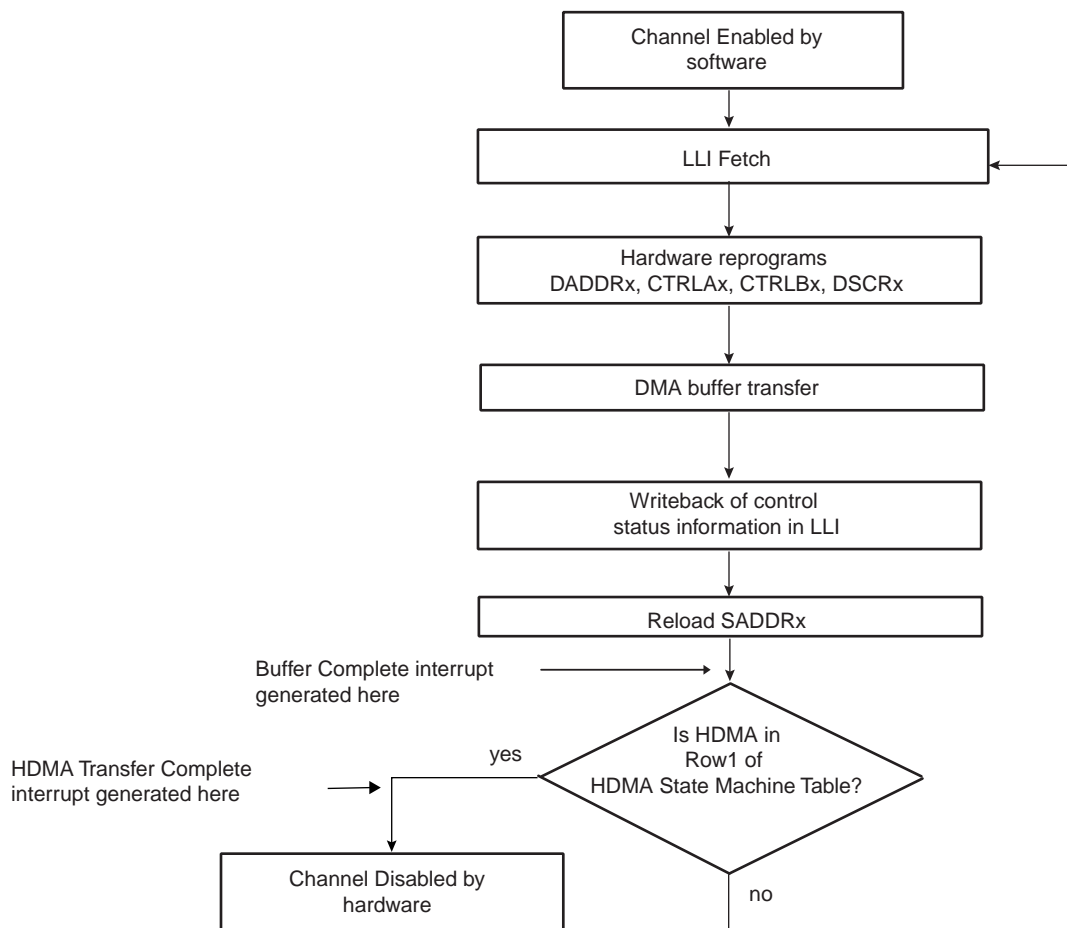 Channel Enabled by
software
LLI Fetch
Hardware reprograms
DADDRx, CTRLAx, CTRLBx, DSCRx
DMA buffer transfer
Writeback of control
status information in LLI
Reload SADDRx
Buffer Complete interrupt
generated here
Is HDMA in
Row1 of
HDMA State Machine Table?
yes
HDMA Transfer Complete
interrupt generated here
Channel Disabled by
hardware
no